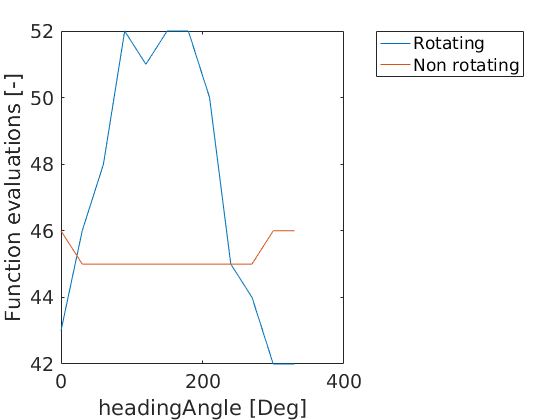 52
50
48
46
44
42
0
200
400
Function evaluations [-]
headingAngle [Deg]
Rotating
Non rotating